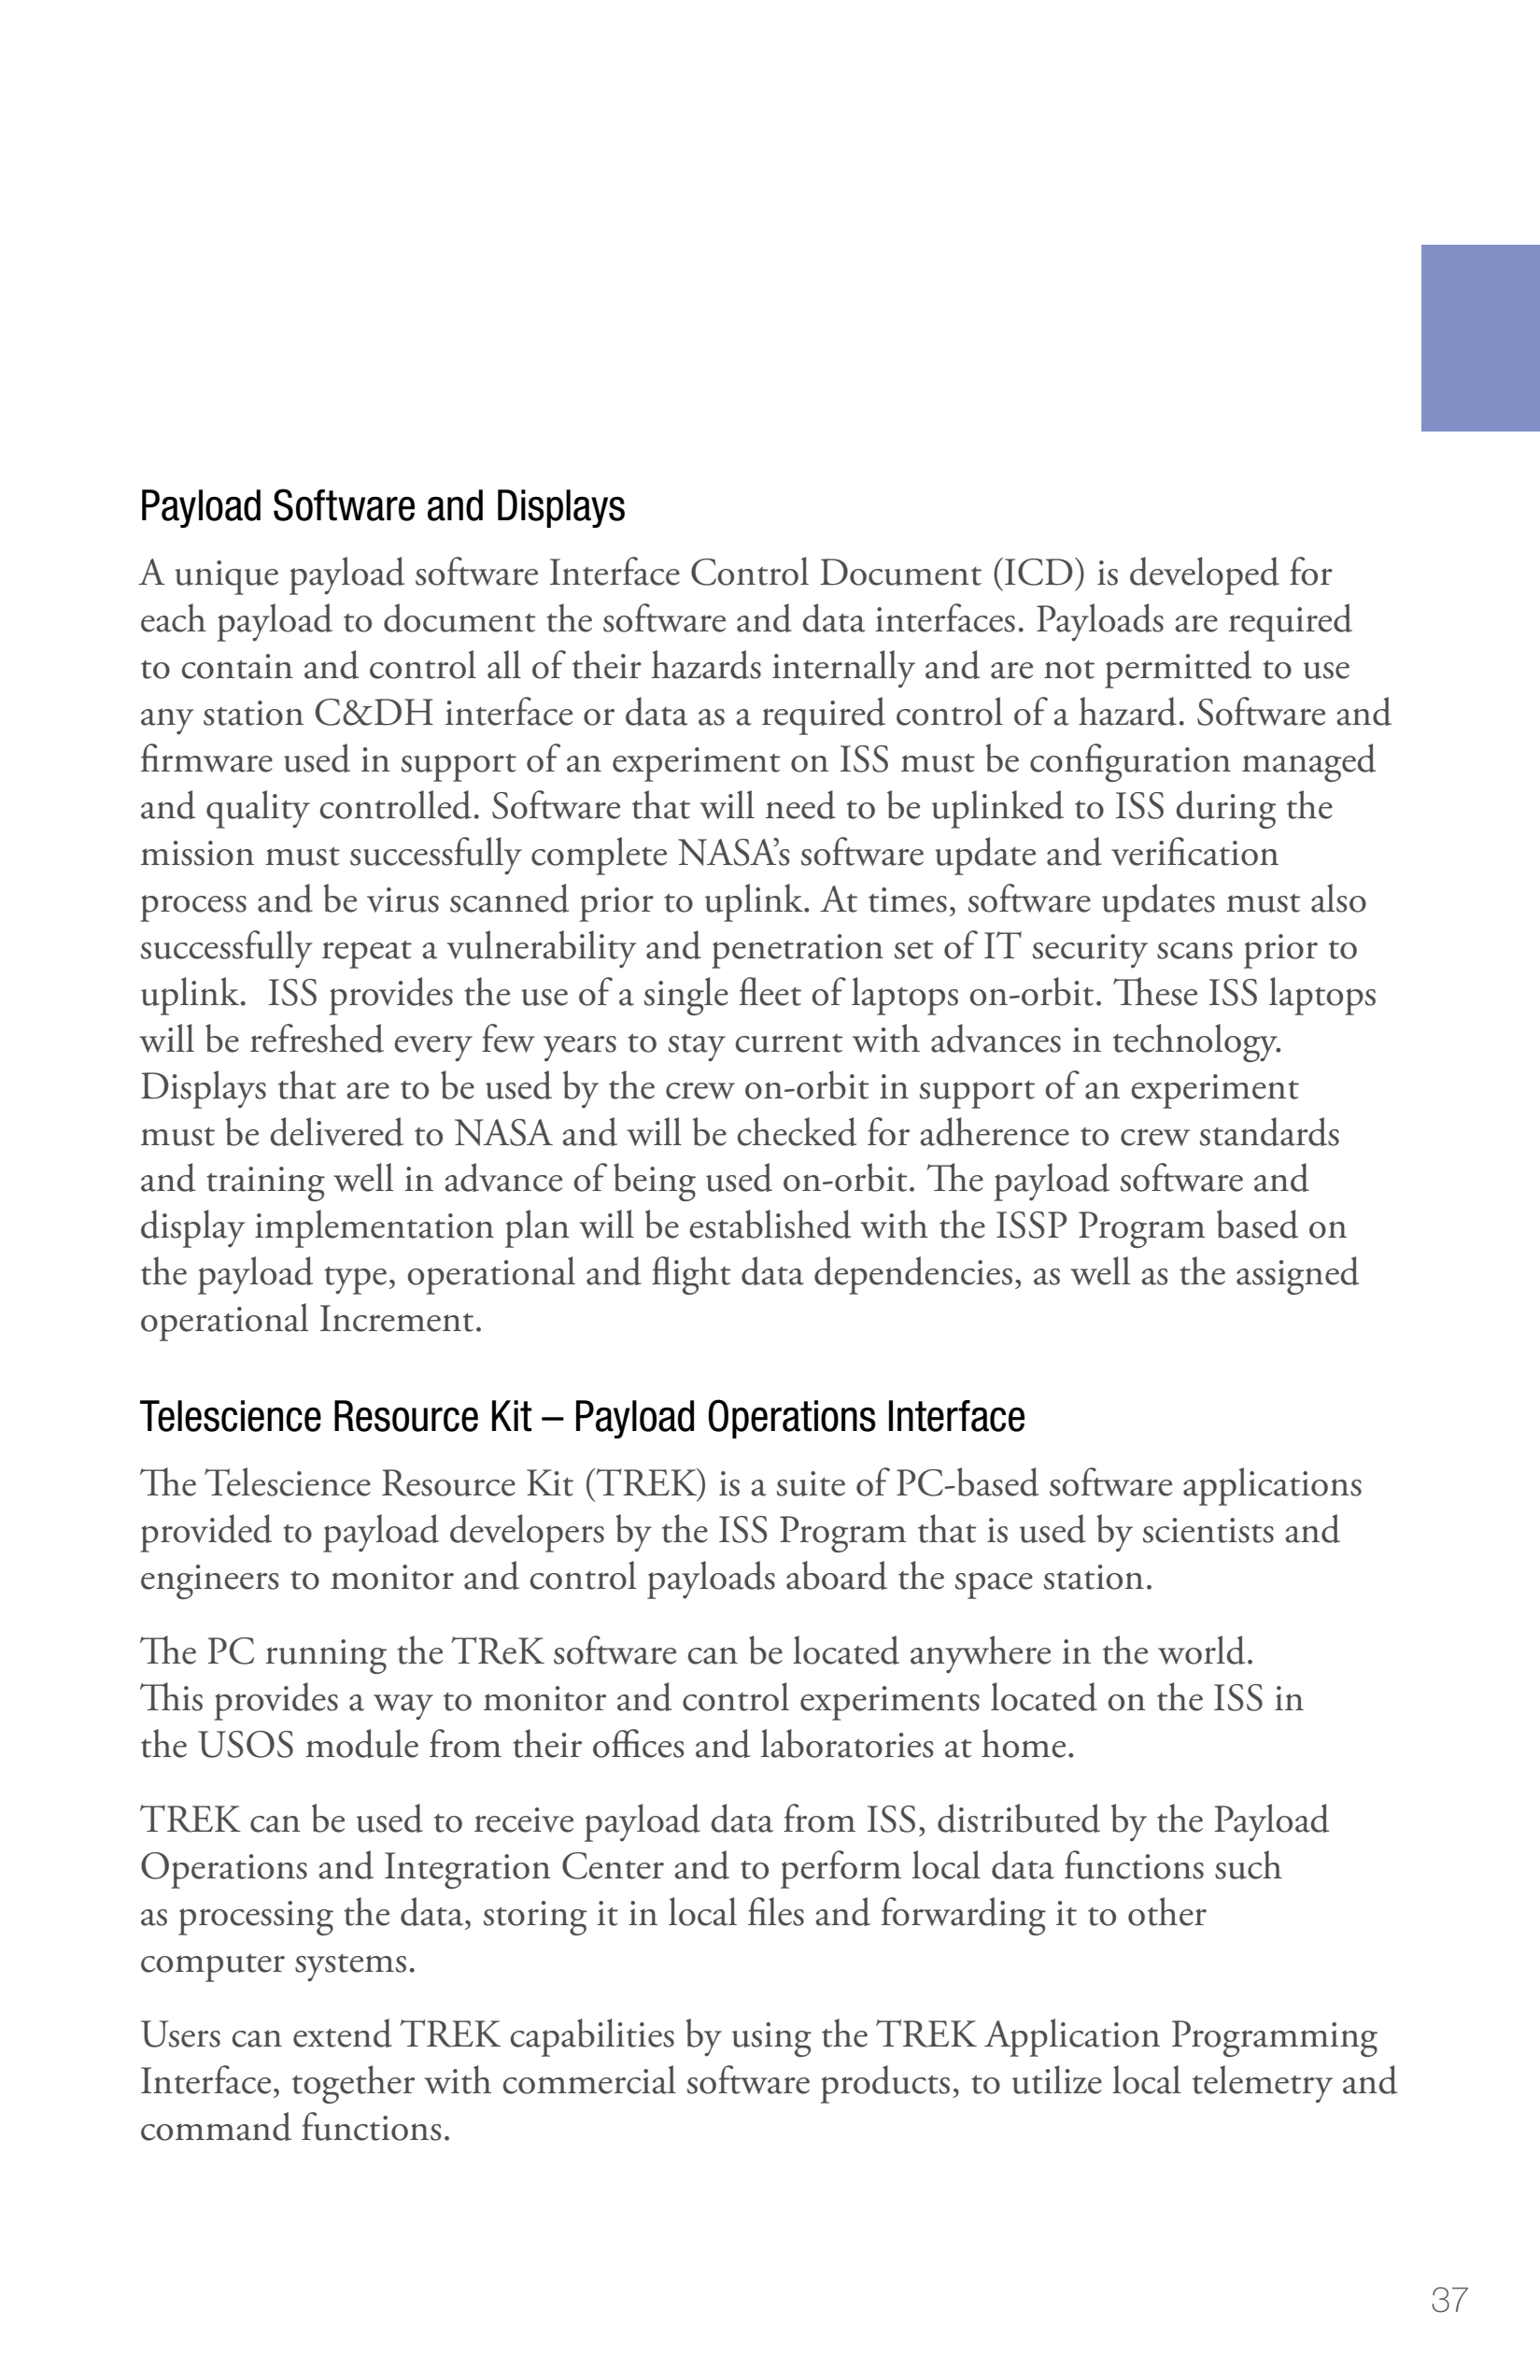 Payload Software and Displays
A unique payload software Interface Control Document (ICD) is developed for
each payload to document the software and data interfaces. Payloads are required
to contain and control all of their hazards internally and are not permitted to use
any station C&DH interface or data as a required control of a hazard. Software and
firmware used in support of an experiment on ISS must be configuration managed
and quality controlled. Software that will need to be uplinked to ISS during the
mission must successfully complete NASA’s software update and verification
process and be virus scanned prior to uplink. At times, software updates must also
successfully repeat a vulnerability and penetration set of IT security scans prior to
uplink.  ISS provides the use of a single fleet of laptops on-orbit. These ISS laptops
will be refreshed every few years to stay current with advances in technology.
Displays that are to be used by the crew on-orbit in support of an experiment
must be delivered to NASA and will be checked for adherence to crew standards
and training well in advance of being used on-orbit. The payload software and
display implementation plan will be established with the ISSP Program based on
the payload type, operational and flight data dependencies, as well as the assigned
operational Increment.
Telescience Resource Kit – Payload Operations Interface
The Telescience Resource Kit (TREK) is a suite of PC-based software applications
provided to payload developers by the ISS Program that is used by scientists and
engineers to monitor and control payloads aboard the space station.
The PC running the TReK software can be located anywhere in the world.
This provides a way to monitor and control experiments located on the ISS in
the USOS module from their offices and laboratories at home.
TREK can be used to receive payload data from ISS, distributed by the Payload
Operations and Integration Center and to perform local data functions such
as processing the data, storing it in local files and forwarding it to other
computer systems.
Users can extend TREK capabilities by using the TREK Application Programming
Interface, together with commercial software products, to utilize local telemetry and
command functions.
37